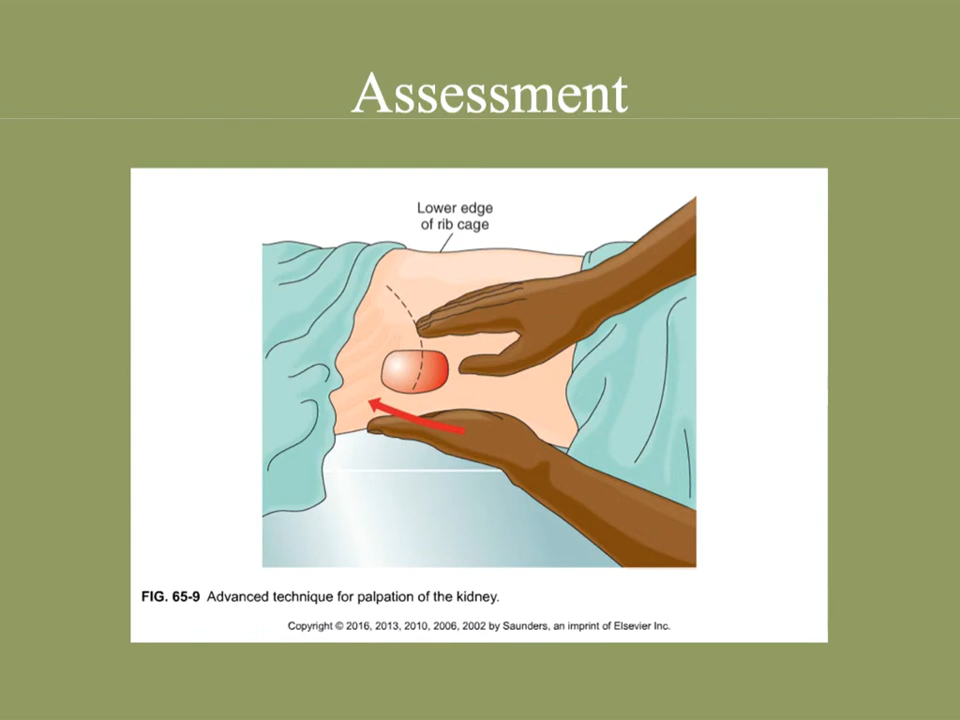 Assessment
Lower edge
of rib cage
FIG. 65-9 Advanced technique for palpation of the kidney.
Copyright © 2016, 2013, 2010, 2006, 2002 by Saunders, an imprint of Elsevier Inc.